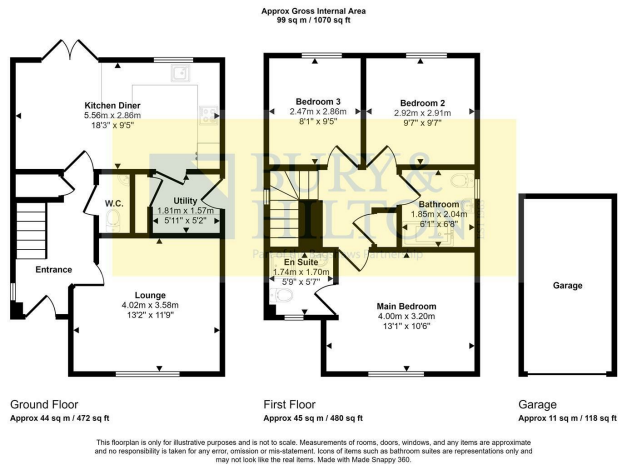 Approx Gross Internal Area
99 sq m / 1070 sq ft
Kitchen Diner
5.56m x 2.86m
18'3" x 9'5"
W.C.
Utility
1.81m x 1.57m
5'11" x 5'2"
Entrance
Lounge
4.02m x 3.58m
13'2" x 11'9"
Ground Floor
Approx 44 sq m / 472 sq ft
Bedroom 3
2.47m x 2.86m
8'1" x 9'5"
Bedroom 2
2.92m x 2.91m
9'7" x 9'7"
Bathroom
1.85m x 2.04m
6'1" x 6'8"
En Suite
1.74m x 1.70m
5'9" x 5'7"
Main Bedroom
4.00m x 3.20m
13'1" x 10'6"
First Floor
Approx 45 sq m / 480 sq ft
Garage
Garage
Approx 11 sq m / 118 sq ft
BURY &
HILTON
This floorplan is only for illustrative purposes and is not to scale. Measurements of rooms, doors, windows, and any items are approximate
and no responsibility is taken for any error, omission or mis-statement. Icons of items such as bathroom suites are representations only and
may not look like the real items. Made with Made Snappy 360.